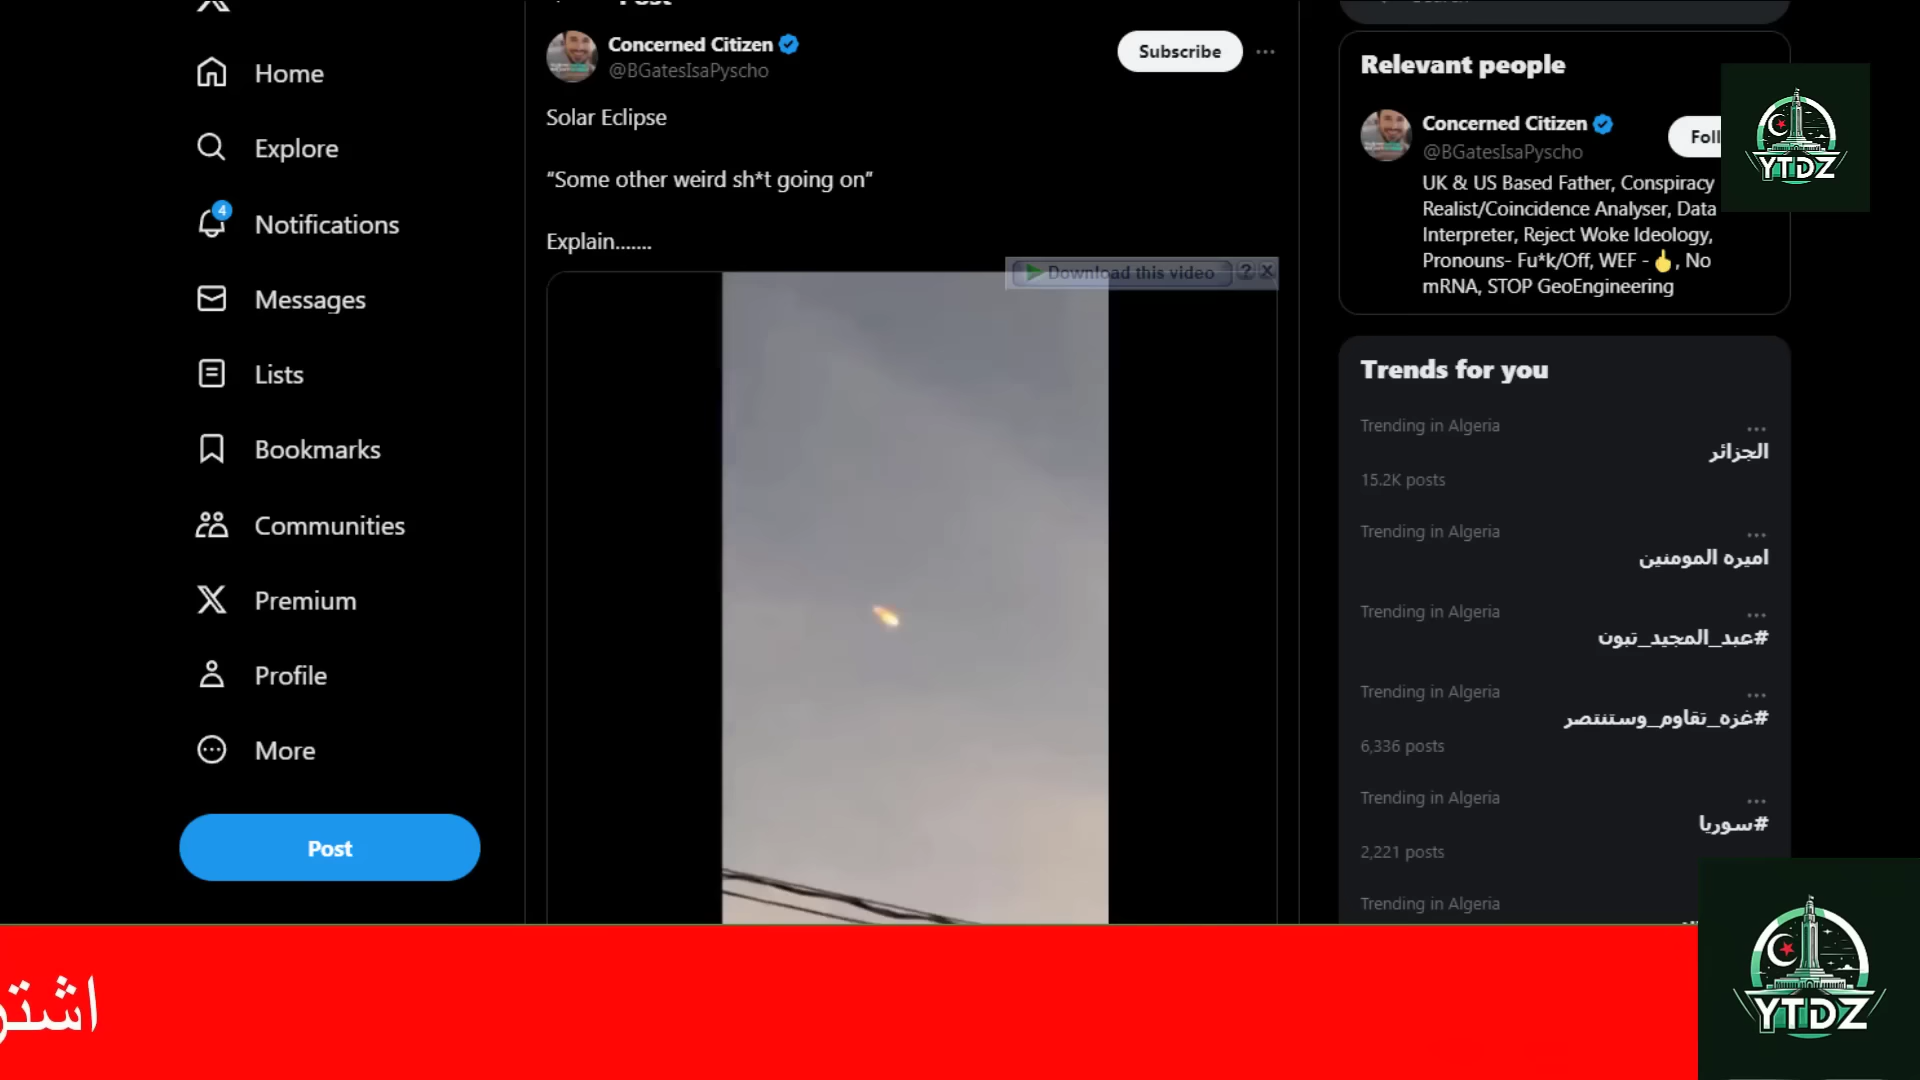 Home
Explore
4
Notifications
Messages
Lists
Bookmarks
Communities
Premium
Profile
More
Post
Post
Concerned Citizen
@BGatesIsaPyscho
Subscribe
Solar Eclipse
“Some other weird sh*t going on”
Explain.......
Download this video
?
Relevant people
Concerned Citizen
@BGatesIsaPyscho
UK & US Based Father, Conspiracy
Realist/Coincidence Analyser, Data
Interpreter, Reject Woke Ideology,
Pronouns- Fu*k/Off, WEF -🖕, No
mRNA, STOP GeoEngineering
YTDZ
Trends for you
Trending in Algeria
الجزائر
15.2K posts
Trending in Algeria
اميره المومنين
Trending in Algeria
#عبد_المجيد_تبون
Trending in Algeria
#غزه_تقاوم_وستنتصر
6,336 posts
Trending in Algeria
#سوريا
2,221 posts
Trending in Algeria
YTDZ